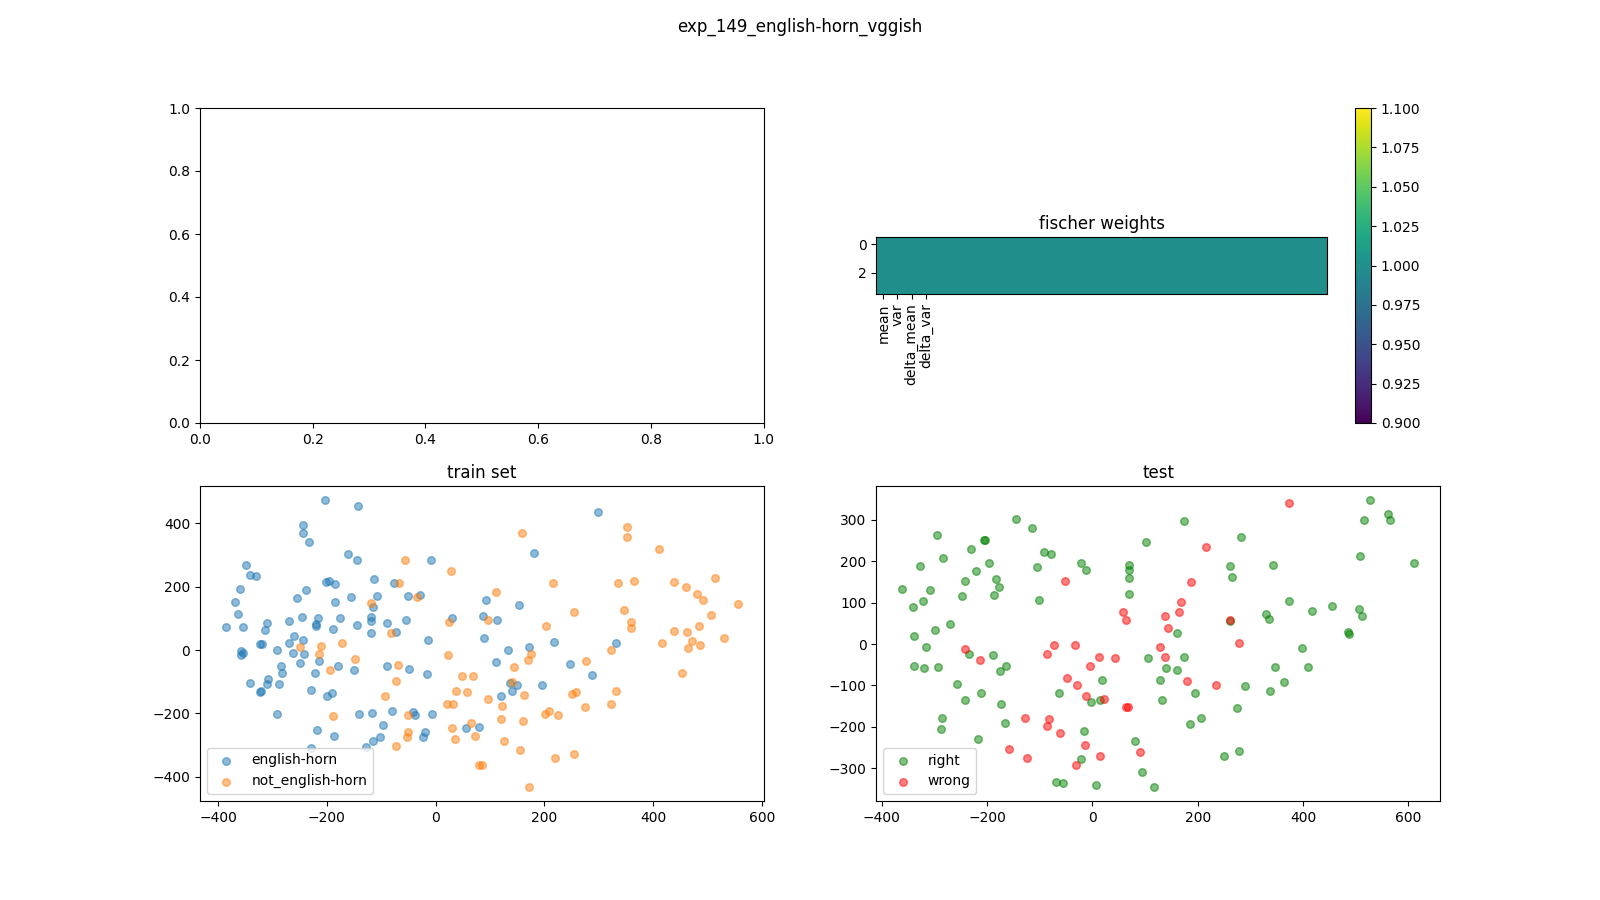 exp_149_english-horn_vggish
1.0
0.8
0.6
0.4
0.2
0.0
0.0 0.2 0.4 0.6 0.8 1.0
fischer weights
0
2
mean
var
delta_mean
delta_var
1.100
1.075
1.050
1.025
1.000
0.975
0.950
0.925
0.900
train set
400
200
0
−200
−400
english-horn
not_english-horn
−400 −200 0 200 400 600
test
300
200
100
0
−100
−200
−300
right
wrong
−400 −200 0 200 400 600